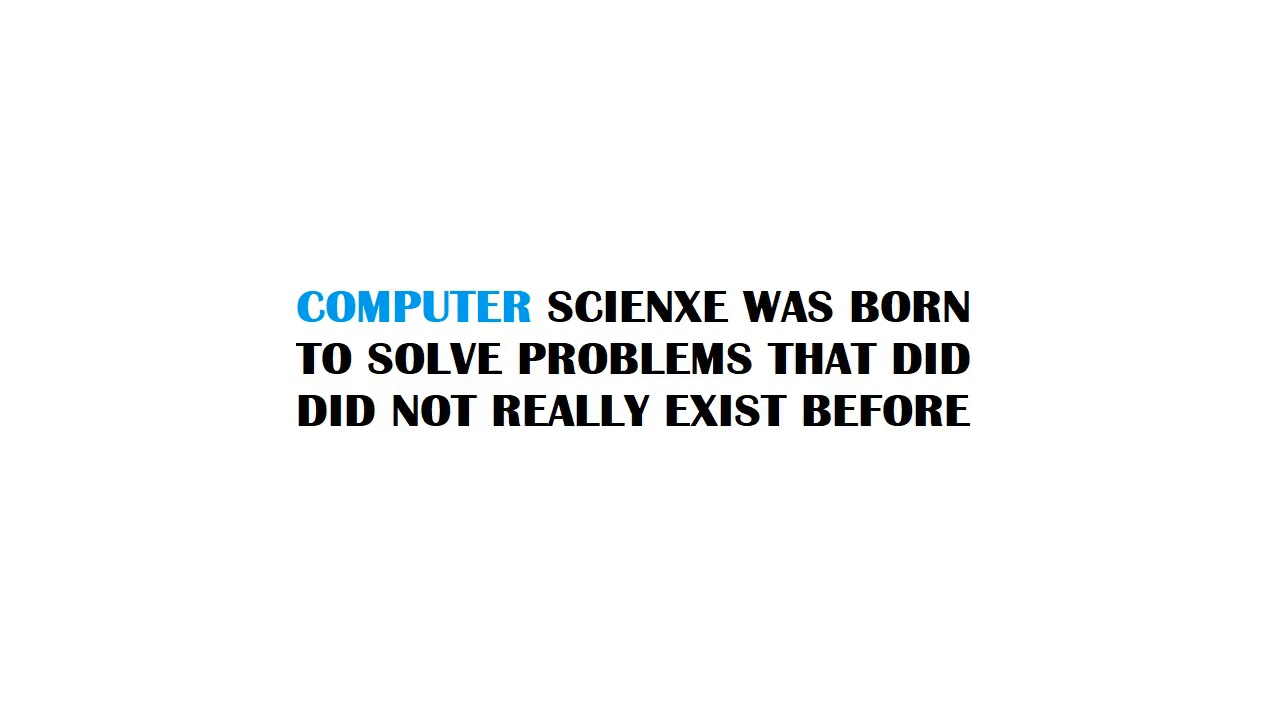 COMPUTER SCIENXE WAS BORN
TO SOLVE PROBLEMS THAT DID
DID NOT REALLY EXIST BEFORE